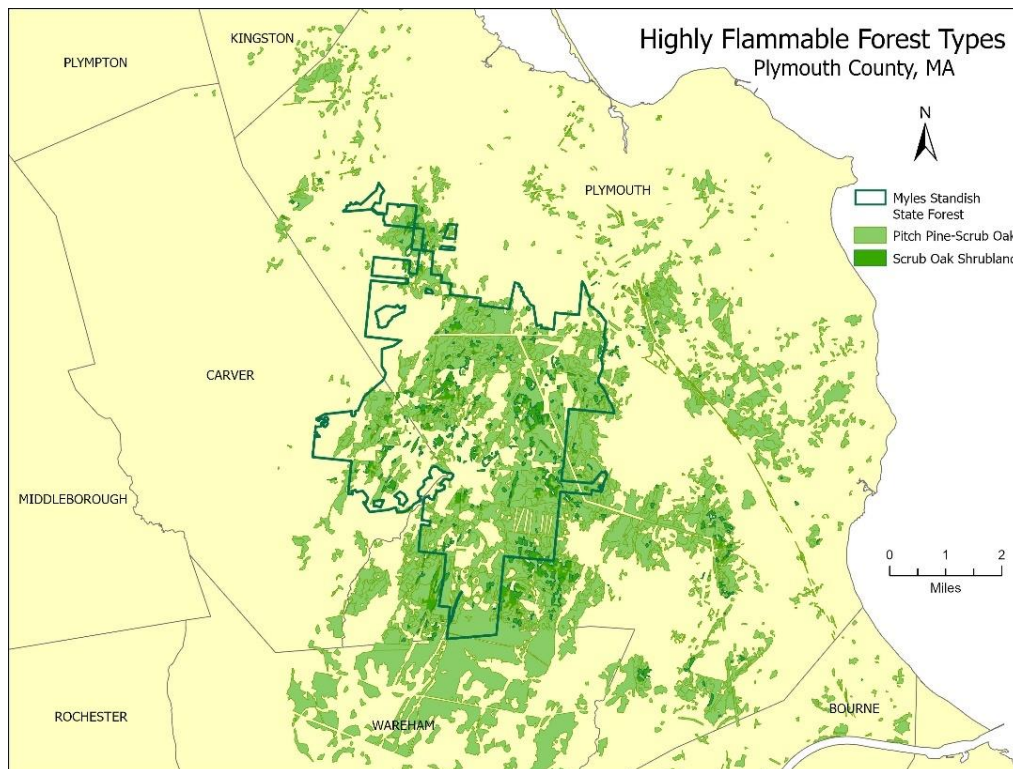 Highly Flammable Forest Types
Plymouth County, MA
N
Myles Standish
State Forest
Pitch Pine-Scrub Oak
Scrub Oak Shrubland
KINGSTON
PLYMPTON
PLYMOUTH
CARVER
MIDDLEBOROUGH
0 1 2
Miles
ROCHESTER
WAREHAM
BOURNE